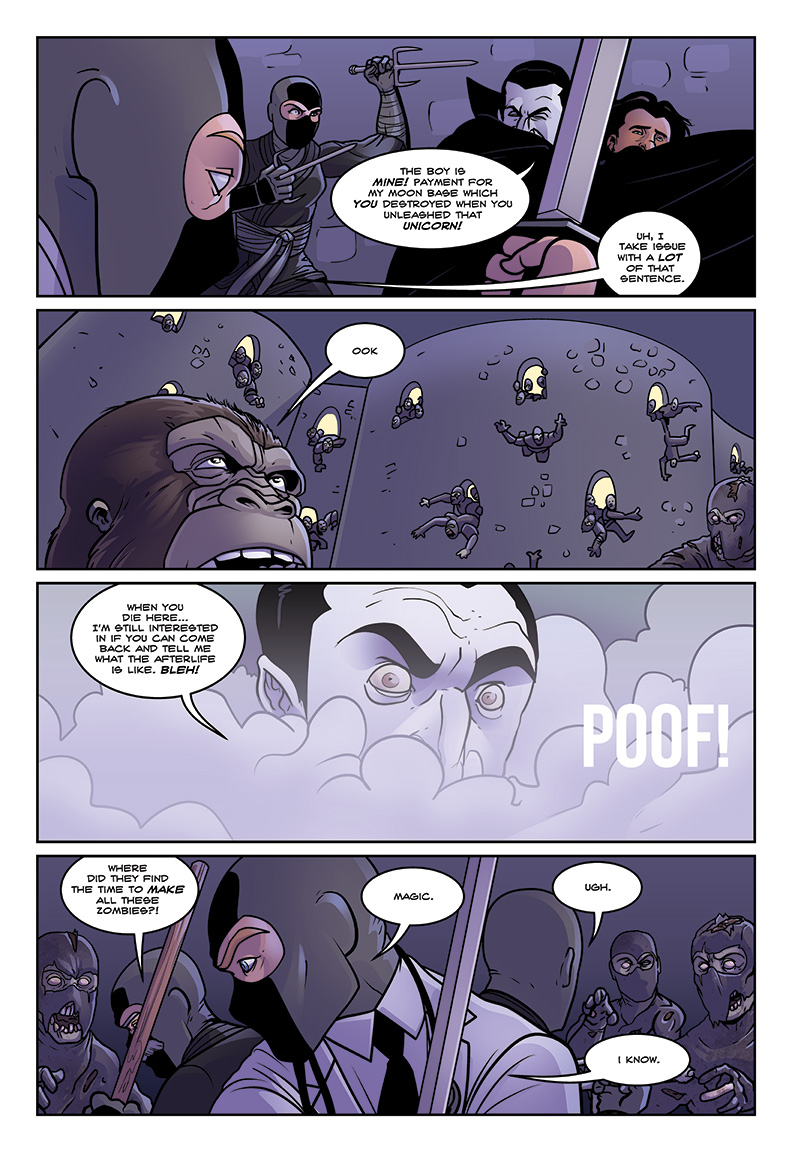 THE BOY IS
MINE! PAYMENT FOR
MY MOON BASE WHICH
YOU DESTROYED WHEN YOU
UNLEASHED THAT
UNICORN!
UH, I
TAKE ISSUE
WITH A LOT
OF THAT
SENTENCE.
OOK
WHEN YOU
DIE HERE...
I'M STILL INTERESTED
IN IF YOU CAN COME
BACK AND TELL ME
WHAT THE AFTERLIFE
IS LIKE. BLEH!
POOF!
WHERE
DID THEY FIND
THE TIME TO MAKE
ALL THESE
ZOMBIES?!
MAGIC.
UGH.
I KNOW.